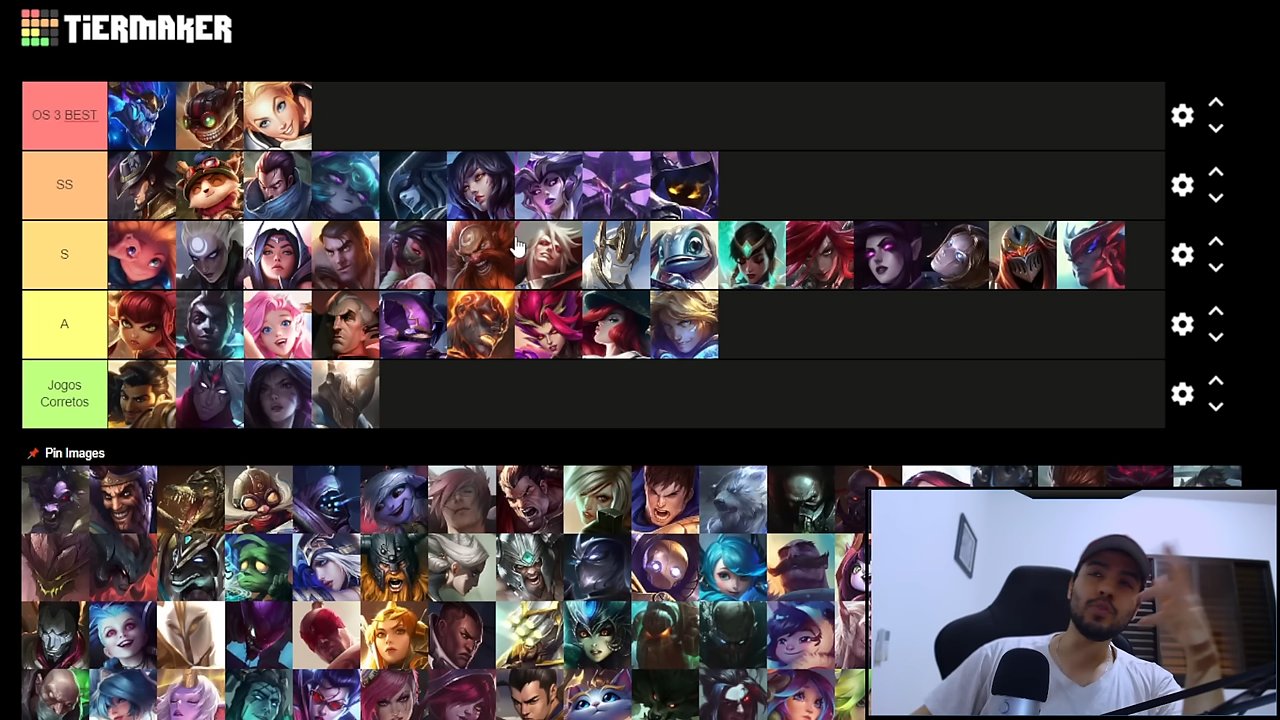 TiERMAKER
OS 3 BEST
SS
S
A
Jogos
Corretos
Pin Images